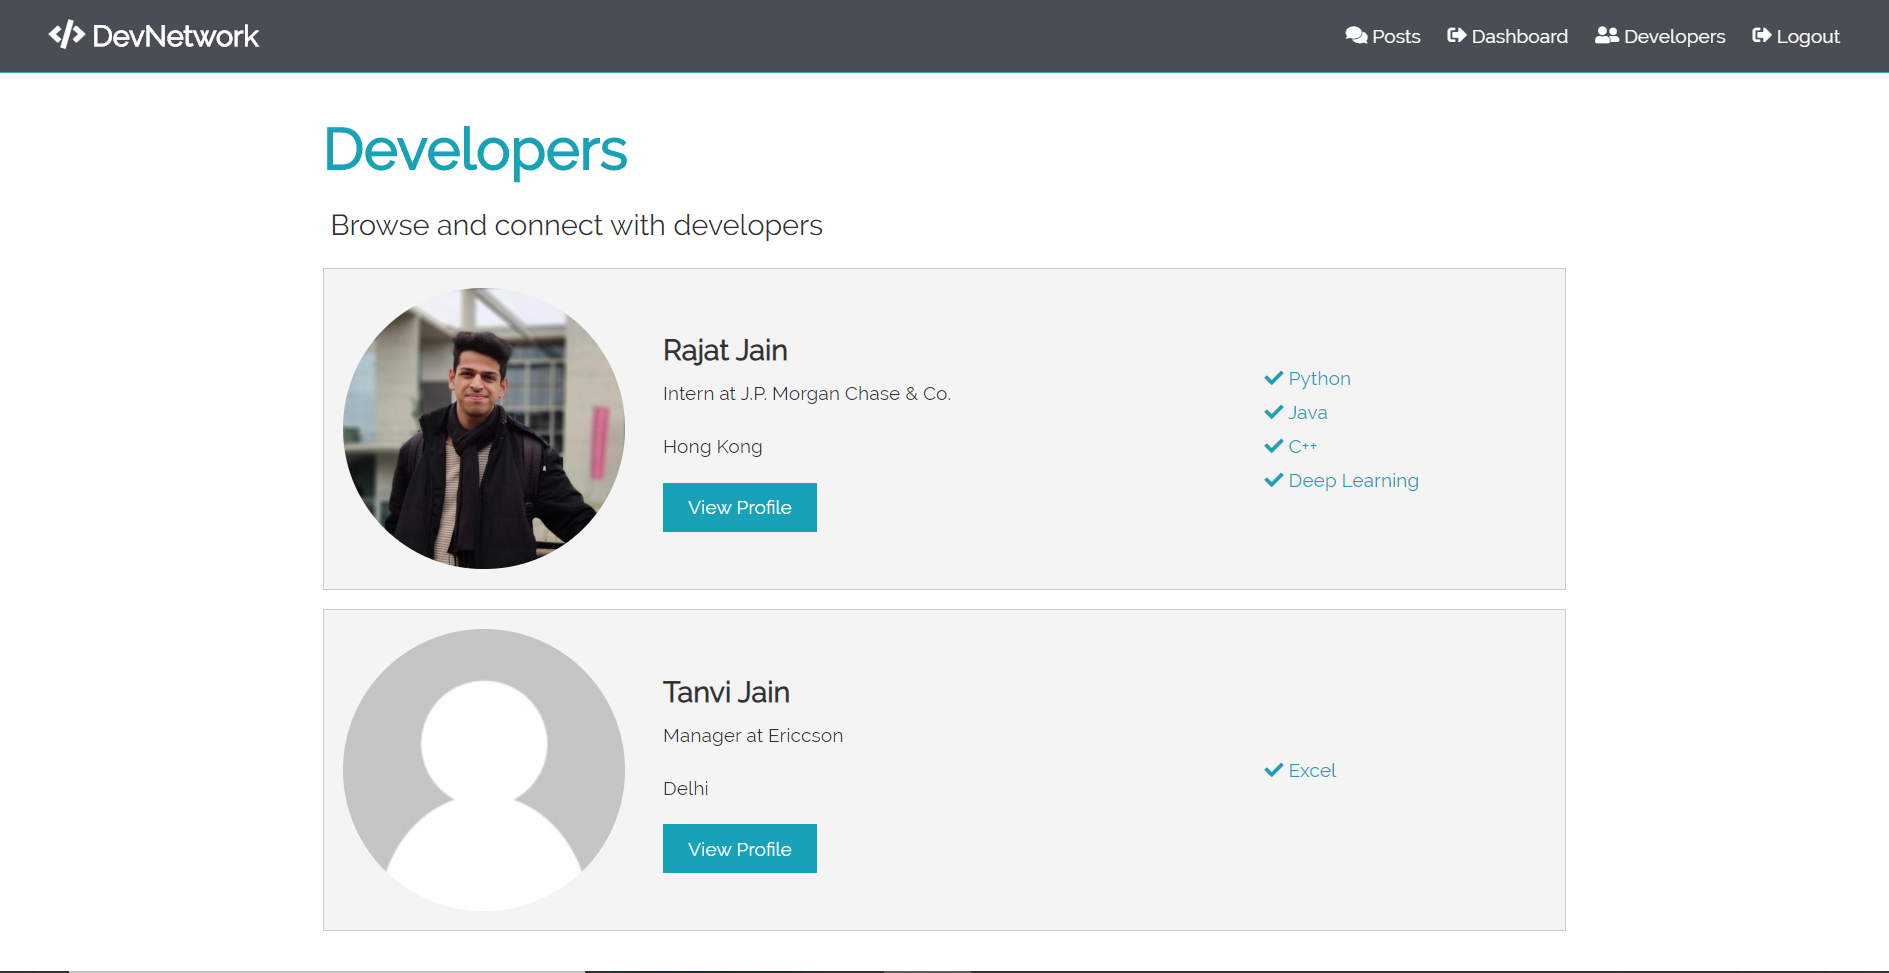 DevNetwork
Posts
Dashboard
Developers
Logout
Developers
Browse and connect with developers
Rajat Jain
Intern at J.P. Morgan Chase & Co.
Hong Kong
View Profile
Python
Java
C++
Deep Learning
Tanvi Jain
Manager at Ericcson
Delhi
View Profile
Excel